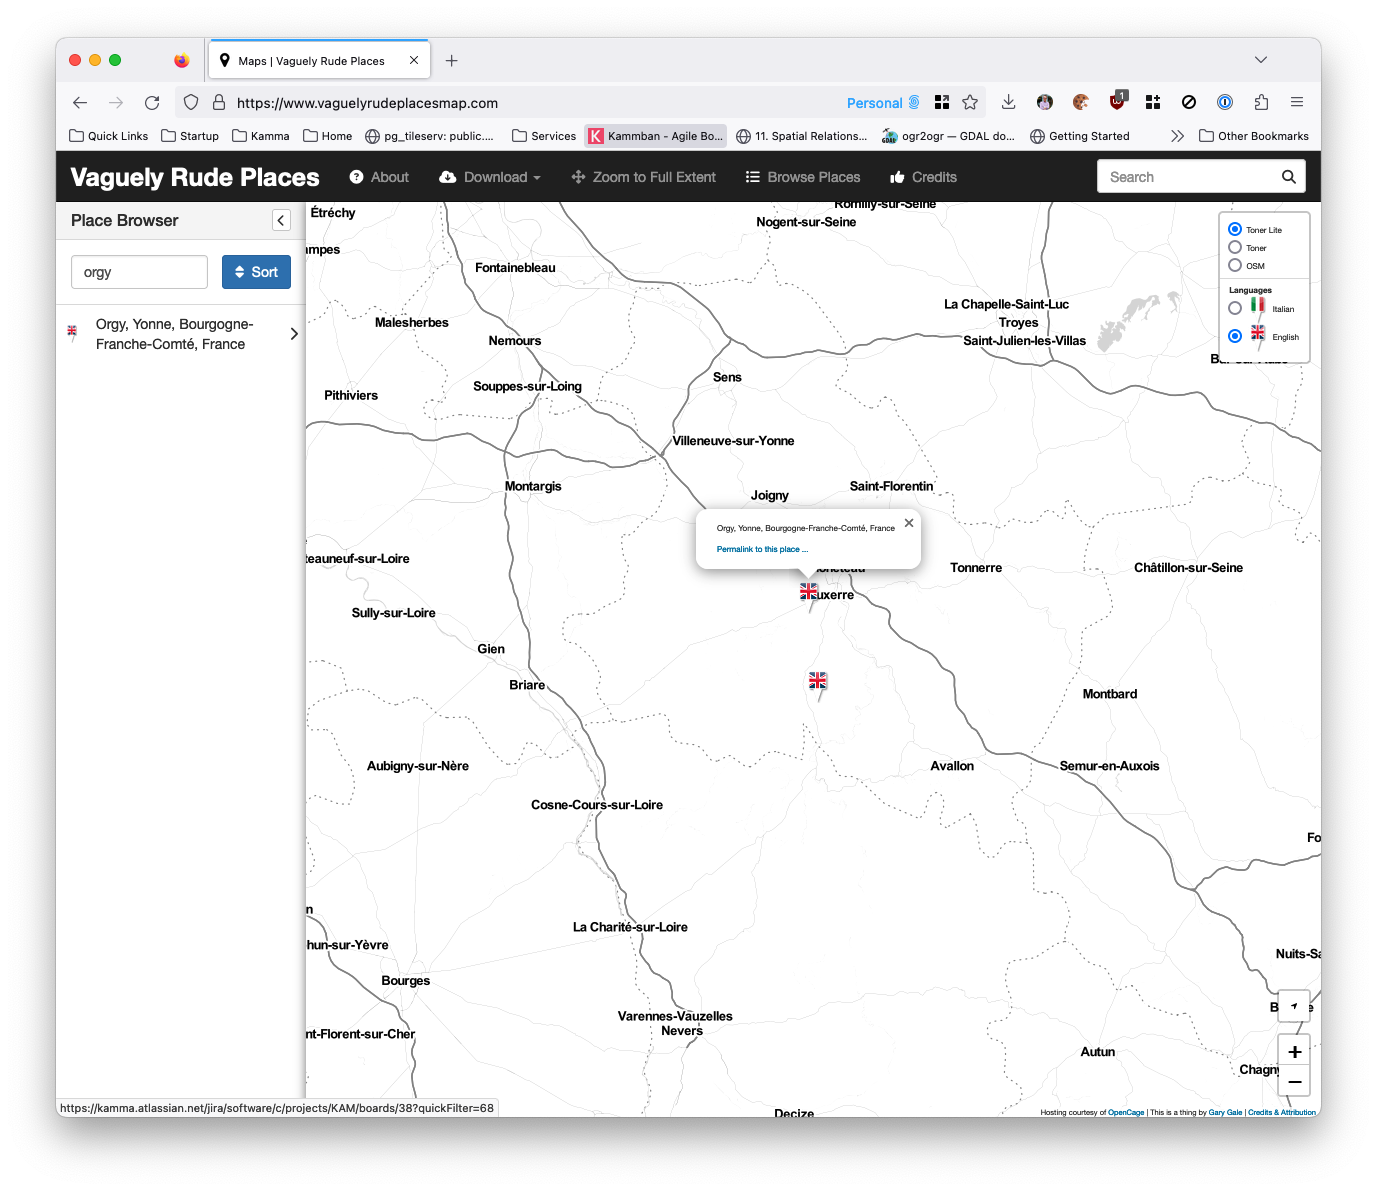 Maps | Vaguely Rude Places
https://www.vaguelyrudeplacesmap.com
Personal
1
Quick Links
Startup
Kamma
Home
pg_tileserv: public....
Services
Kammban - Agile Bo...
11. Spatial Relations...
ogr2ogr — GDAL do...
Getting Started
Other Bookmarks
Vaguely Rude Places
About
Download
Zoom to Full Extent
Browse Places
Credits
Search
Place Browser
orgy
Sort
Orgy, Yonne, Bourgogne-
Franche-Comté, France
Étréchy
ampes
Romilly-sur-Seine
Nogent-sur-Seine
Fontainebleau
La Chapelle-Saint-Luc
Troyes
Malesherbes
Nemours
Saint-Julien-les-Villas
Toner Lite
Toner
OSM
Languages
Italian
English
Sens
Souppes-sur-Loing
Pithiviers
Villeneuve-sur-Yonne
Montargis
Joigny
Saint-Florentin
Orgy, Yonne, Bourgogne-Franche-Comté, France
Permalink to this place ...
teauneuf-sur-Loire
Tonnerre
Châtillon-sur-Seine
uxerre
Sully-sur-Loire
Gien
Briare
Montbard
Aubigny-sur-Nère
Avallon
Semur-en-Auxois
Cosne-Cours-sur-Loire
Fo
n
La Charité-sur-Loire
hun-sur-Yèvre
Nuits-Sa
Bourges
Varennes-Vauzelles
Nevers
nt-Florent-sur-Cher
Autun
Chagny
+
−
Decize
https://kamma.atlassian.net/jira/software/c/projects/KAM/boards/38?quickFilter=68
Hosting courtesy of OpenCage | This is a thing by Gary Gale | Credits & Attribution